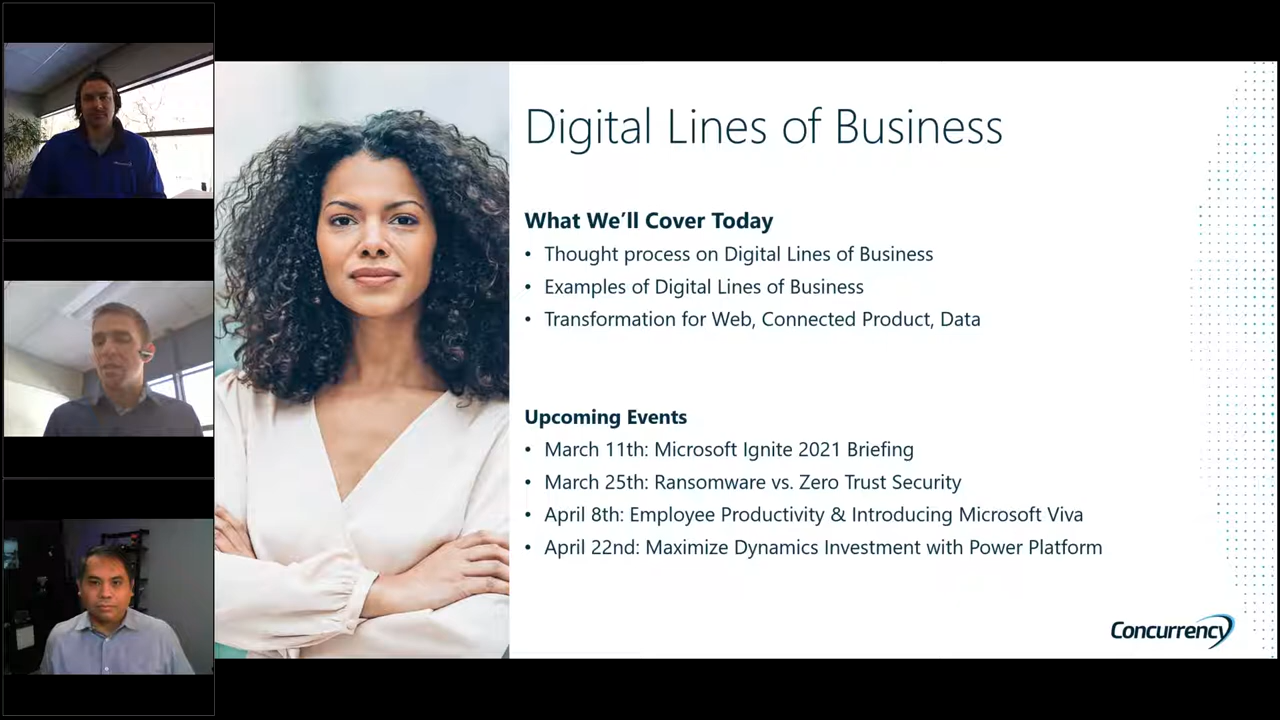 Digital Lines of Business
What We'll Cover Today
• Thought process on Digital Lines of Business
• Examples of Digital Lines of Business
• Transformation for Web, Connected Product, Data
Upcoming Events
• March 11th: Microsoft Ignite 2021 Briefing
• March 25th: Ransomware vs. Zero Trust Security
• April 8th: Employee Productivity & Introducing Microsoft Viva
• April 22nd: Maximize Dynamics Investment with Power Platform
Concurrency